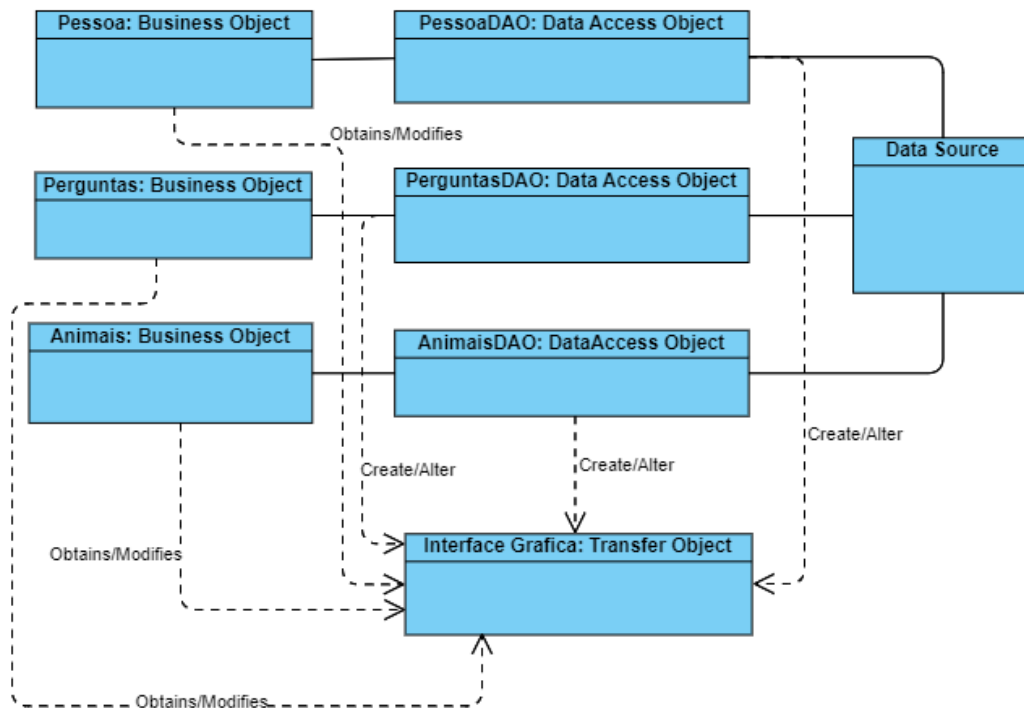 Pessoa: Business Object
PessoaDAO: Data Access Object
Obtains/Modifies
Data Source
Perguntas: Business Object
PerguntasDAO: Data Access Object
Animais: Business Object
AnimaisDAO: DataAccess Object
Create/Alter
Create/Alter
Create/Alter
Interface Grafica: Transfer Object
Obtains/Modifies
Obtains/Modifies